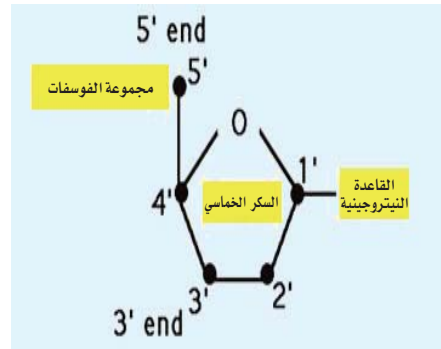 5' end
5'
مجموعة الفوسفات
O
1'
القاعدة
النيتروجينية
السكر الخماسي
4'
3'
2'
3' end